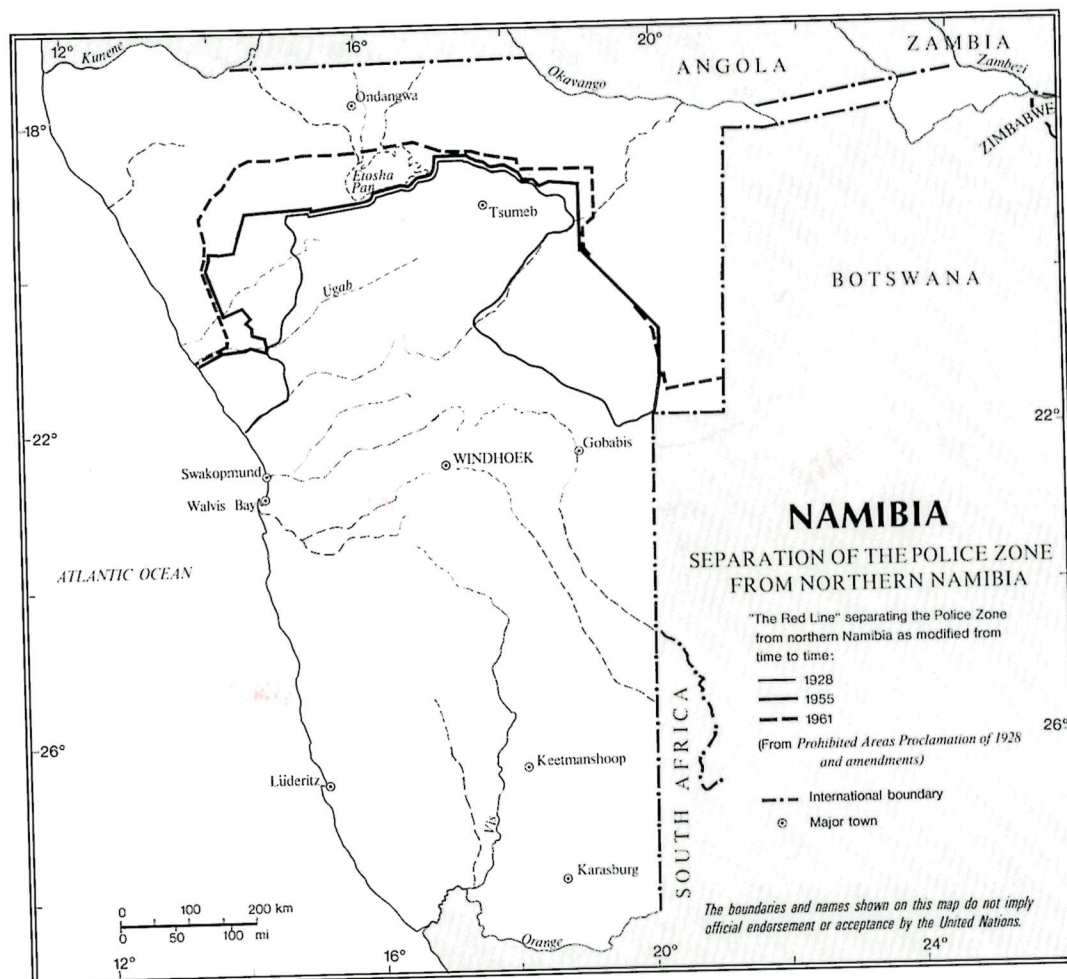 12°
16°
20°
Kunene
Okavango
ANGOLA
ZAMBIA
Zambezi
ZIMBABWE
Ondangwa
18°
Etosha
Pan
Tsumeb
BOTSWANA
Ugab
22°
22°
Gobabis
WINDHOEK
Swakopmund
Walvis Bay
NAMIBIA
SEPARATION OF THE POLICE ZONE
FROM NORTHERN NAMIBIA
ATLANTIC OCEAN
"The Red Line" separating the Police Zone
from northern Namibia as modified from
time to time:
1928
1955
1961
(From Prohibited Areas Proclamation of 1928
and amendments)
26°
26°
Keetmanshoop
Lüderitz
International boundary
Major town
Vis
SOUTH AFRICA
Karasburg
The boundaries and names shown on this map do not imply
official endorsement or acceptance by the United Nations.
0 100 200 km
0 50 100 mi
Orange
12°
16°
20°
24°